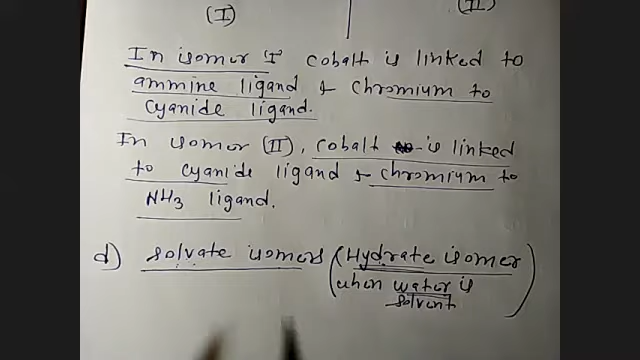 (I) (II)
In isomer I cobalt is linked to
ammine ligand & chromium to
cyanide ligand.
In isomer (II), cobalt is linked
to cyanide ligand & chromium to
NH3 ligand.
d) Solvate isomers (Hydrate isomer
when water is
solvent)